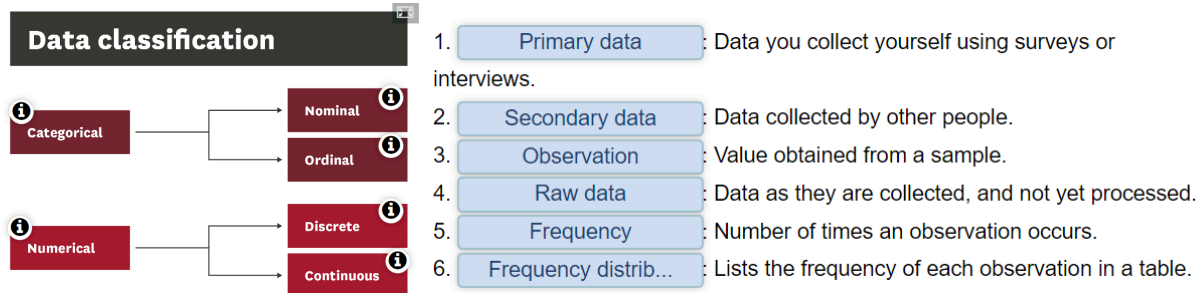 Data classification
Categorical
Nominal
Ordinal
Numerical
Discrete
Continuous
1. Primary data : Data you collect yourself using surveys or
interviews.
2. Secondary data : Data collected by other people.
3. Observation : Value obtained from a sample.
4. Raw data : Data as they are collected, and not yet processed.
5. Frequency : Number of times an observation occurs.
6. Frequency distrib... : Lists the frequency of each observation in a table.